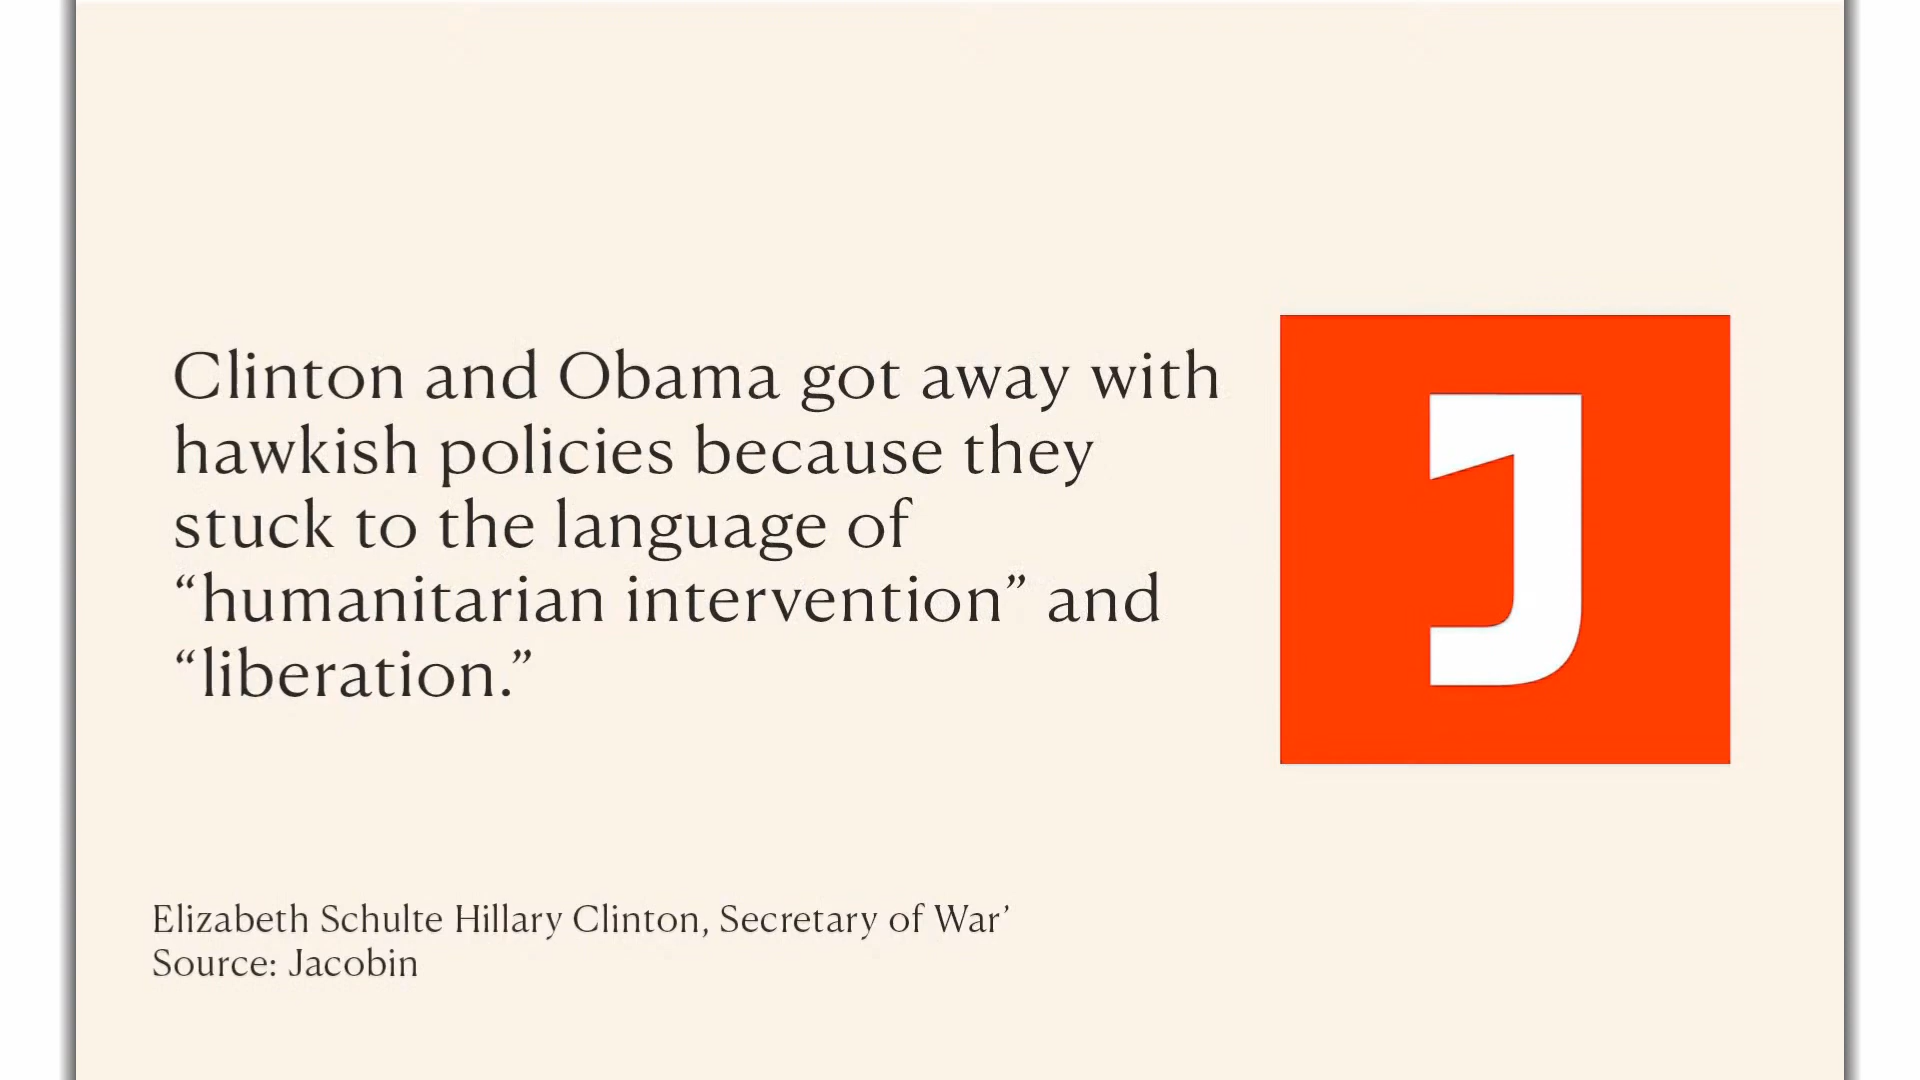 Clinton and Obama got away with
hawkish policies because they
stuck to the language of
“humanitarian intervention” and
“liberation.”
J
Elizabeth Schulte Hillary Clinton, Secretary of War’
Source: Jacobin